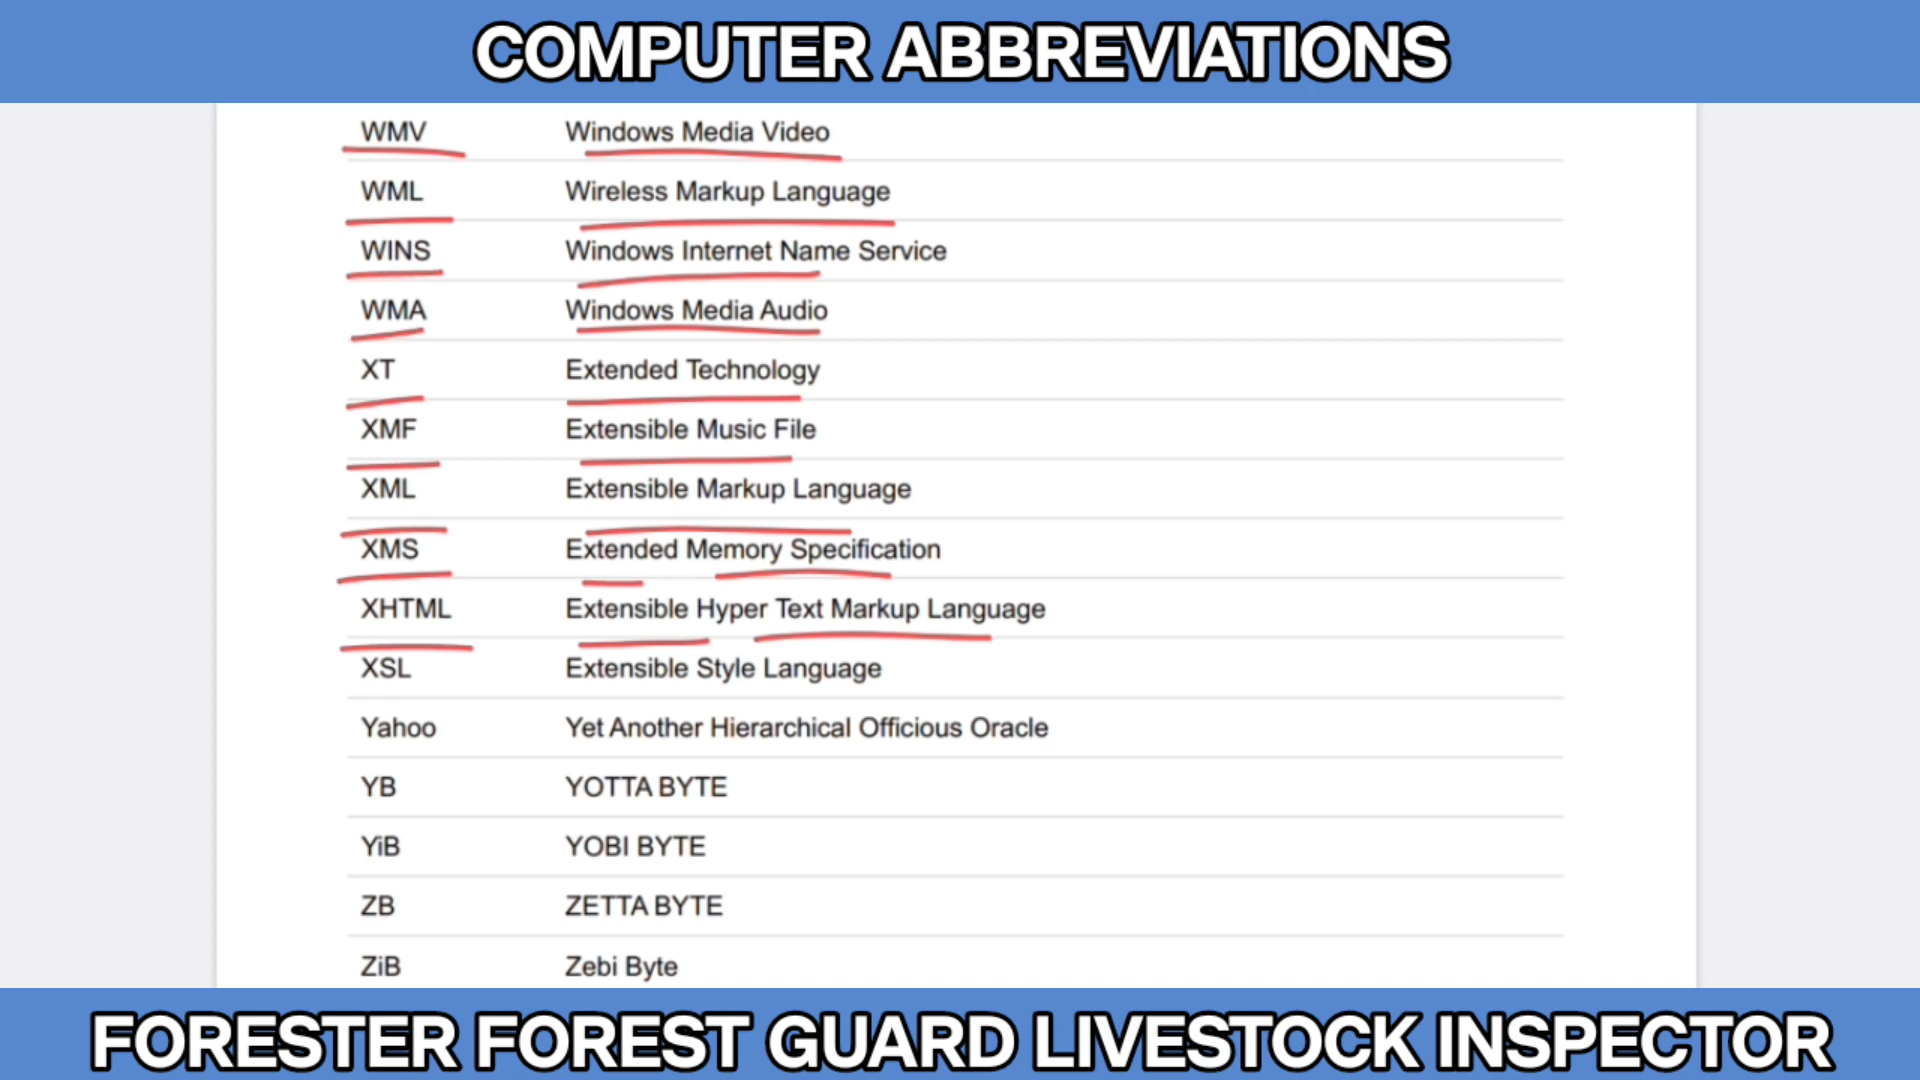 COMPUTER ABBREVIATIONS
WMV Windows Media Video
WML Wireless Markup Language
WINS Windows Internet Name Service
WMA Windows Media Audio
XT Extended Technology
XMF Extensible Music File
XML Extensible Markup Language
XMS Extended Memory Specification
XHTML Extensible Hyper Text Markup Language
XSL Extensible Style Language
Yahoo Yet Another Hierarchical Officious Oracle
YB YOTTA BYTE
YiB YOBI BYTE
ZB ZETTA BYTE
ZiB Zebi Byte
FORESTER FOREST GUARD LIVESTOCK INSPECTOR